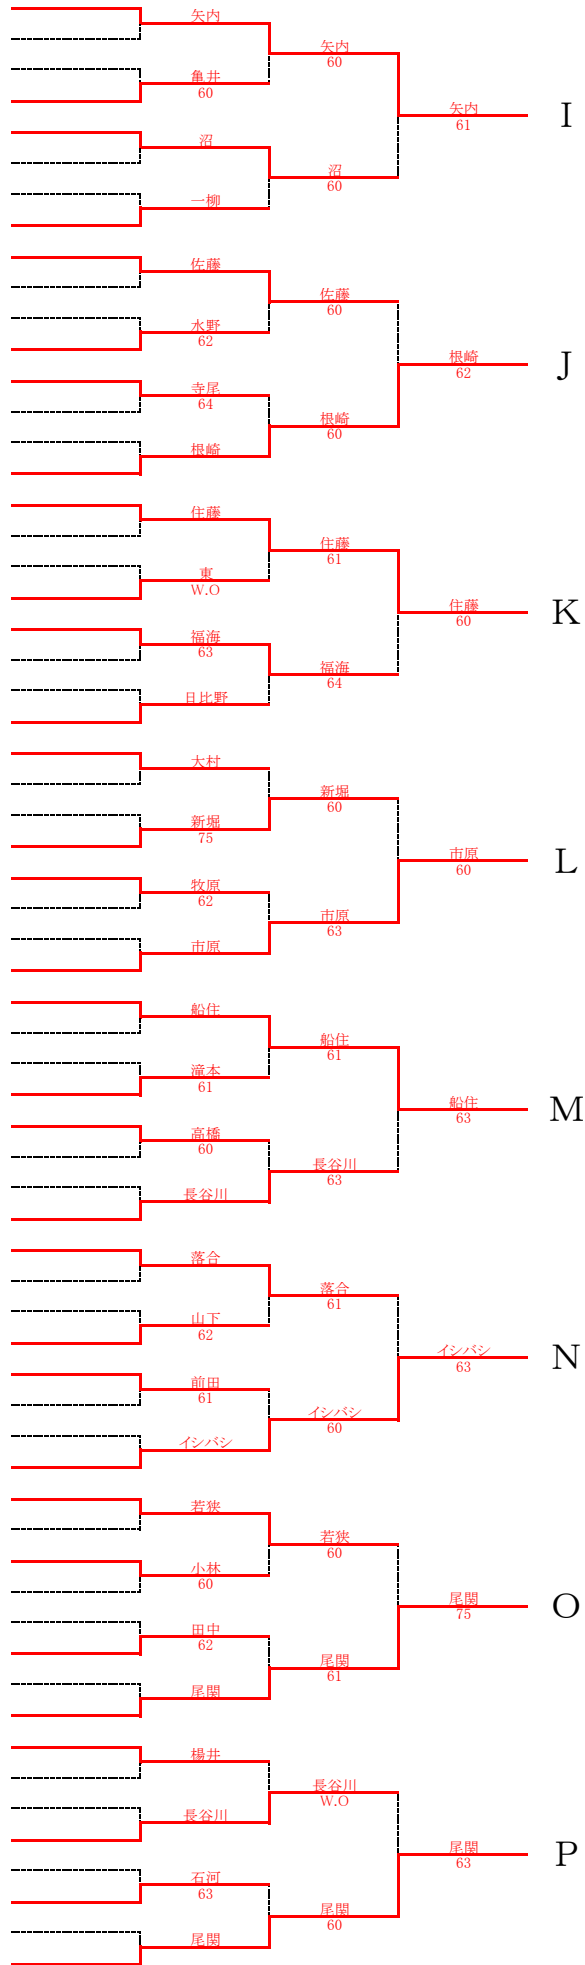 矢内
矢内
60
亀井
60
矢内
61
I
沼
沼
60
一柳
佐藤
佐藤
60
水野
62
根崎
62
J
寺尾
64
根崎
60
根崎
住藤
住藤
61
東
W.O
住藤
60
K
福海
63
福海
64
日比野
大村
新堀
60
新堀
75
市原
60
L
牧原
62
市原
63
市原
船住
船住
61
滝本
61
船住
63
M
高橋
60
長谷川
63
長谷川
落合
落合
61
山下
62
イシバシ
63
N
前田
61
イシバシ
60
イシバシ
若狭
若狭
60
小林
60
尾関
75
O
田中
62
尾関
61
尾関
楊井
長谷川
W.O
長谷川
尾関
63
P
石河
63
尾関
60
尾関